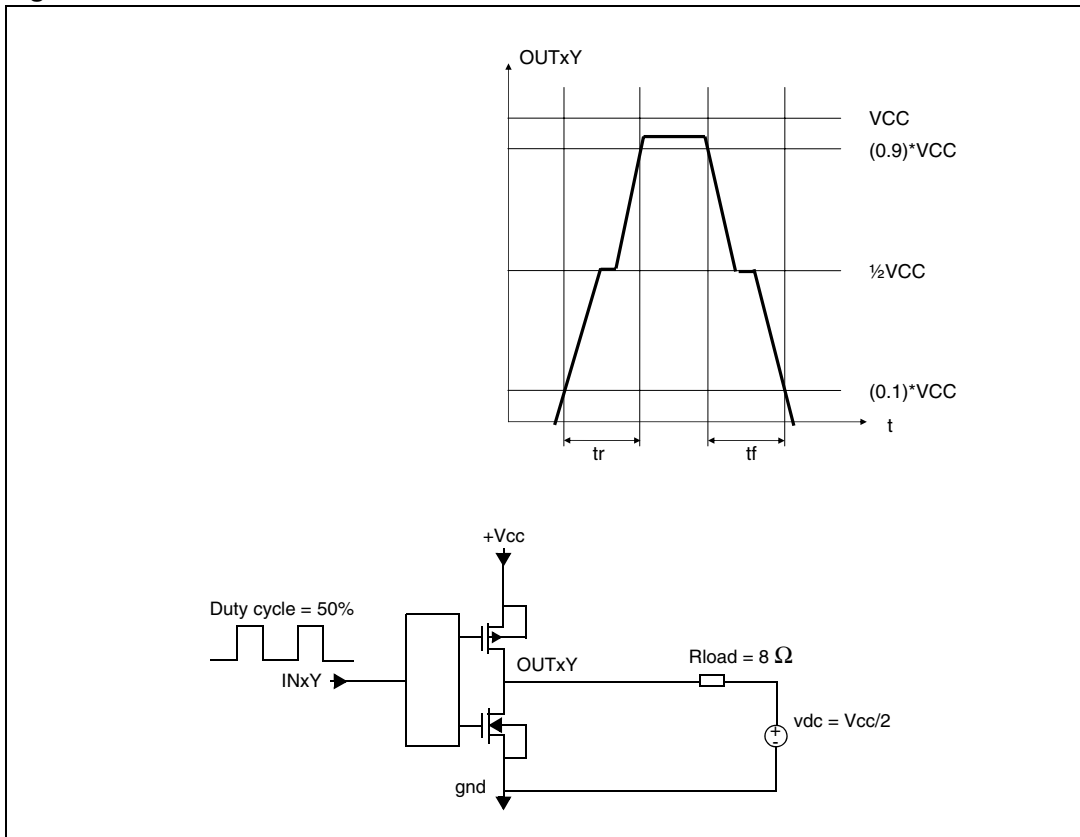 OUTxY
VCC
(0.9)*VCC
½VCC
(0.1)*VCC
t
tr
tf
+Vcc
Duty cycle = 50%
OUTxY
Rload = 8 Ω
INxY
vdc = Vcc/2
+
-
gnd